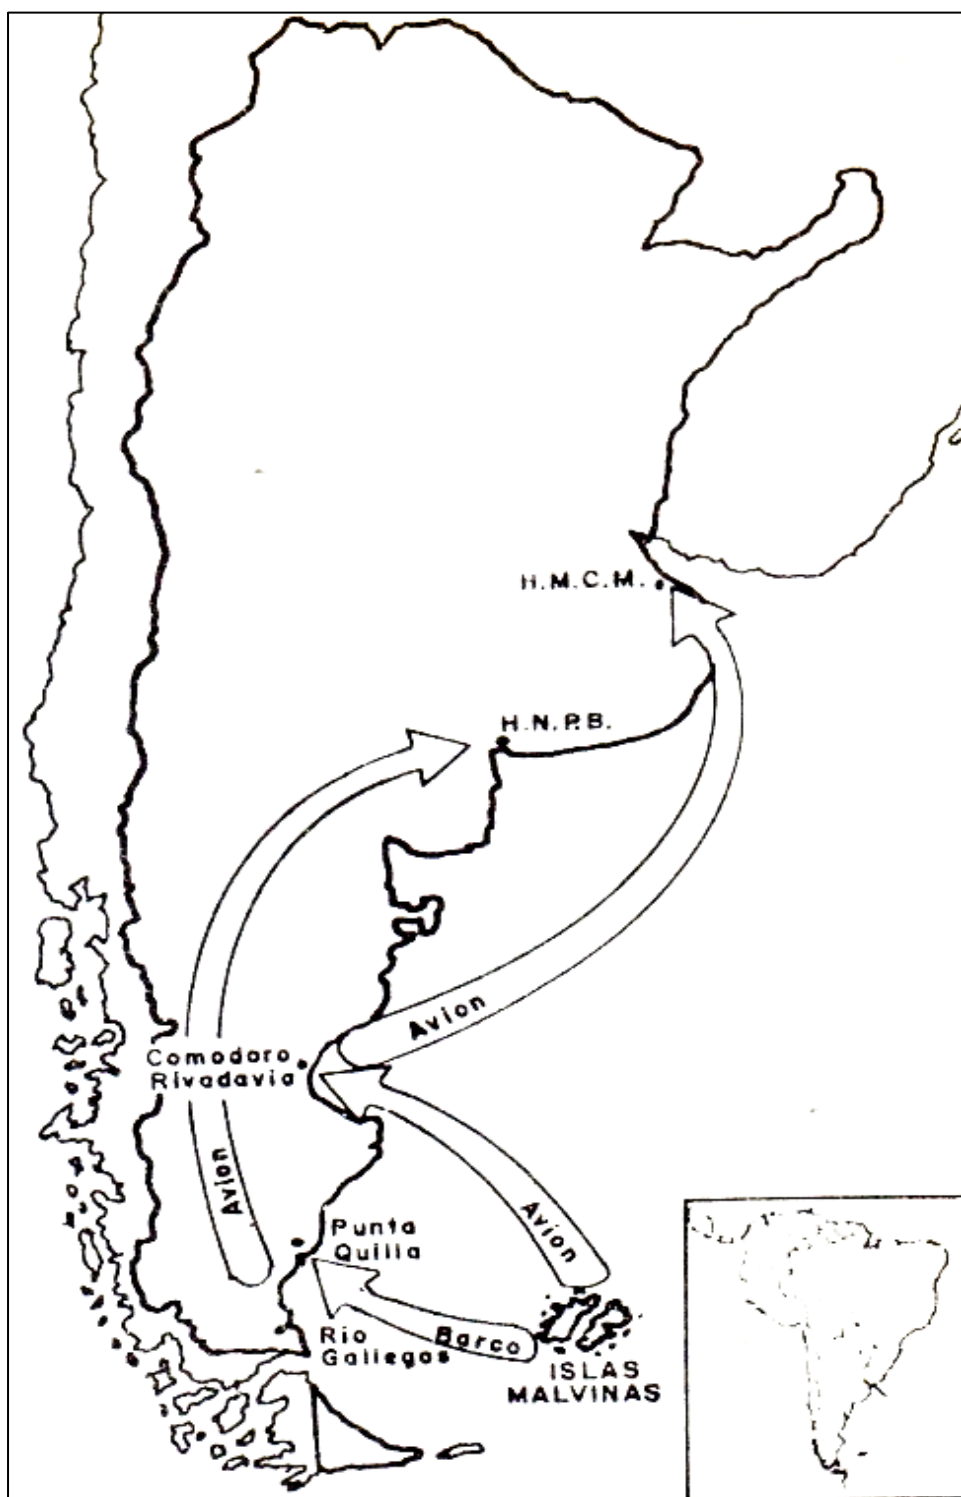 H.M.C.M.
H.N.P.B.
Avion
Comodoro
Rivadavia
Avion
Avion
Punta
Quilla
Rio
Gallegos
Barco
ISLAS
MALVINAS